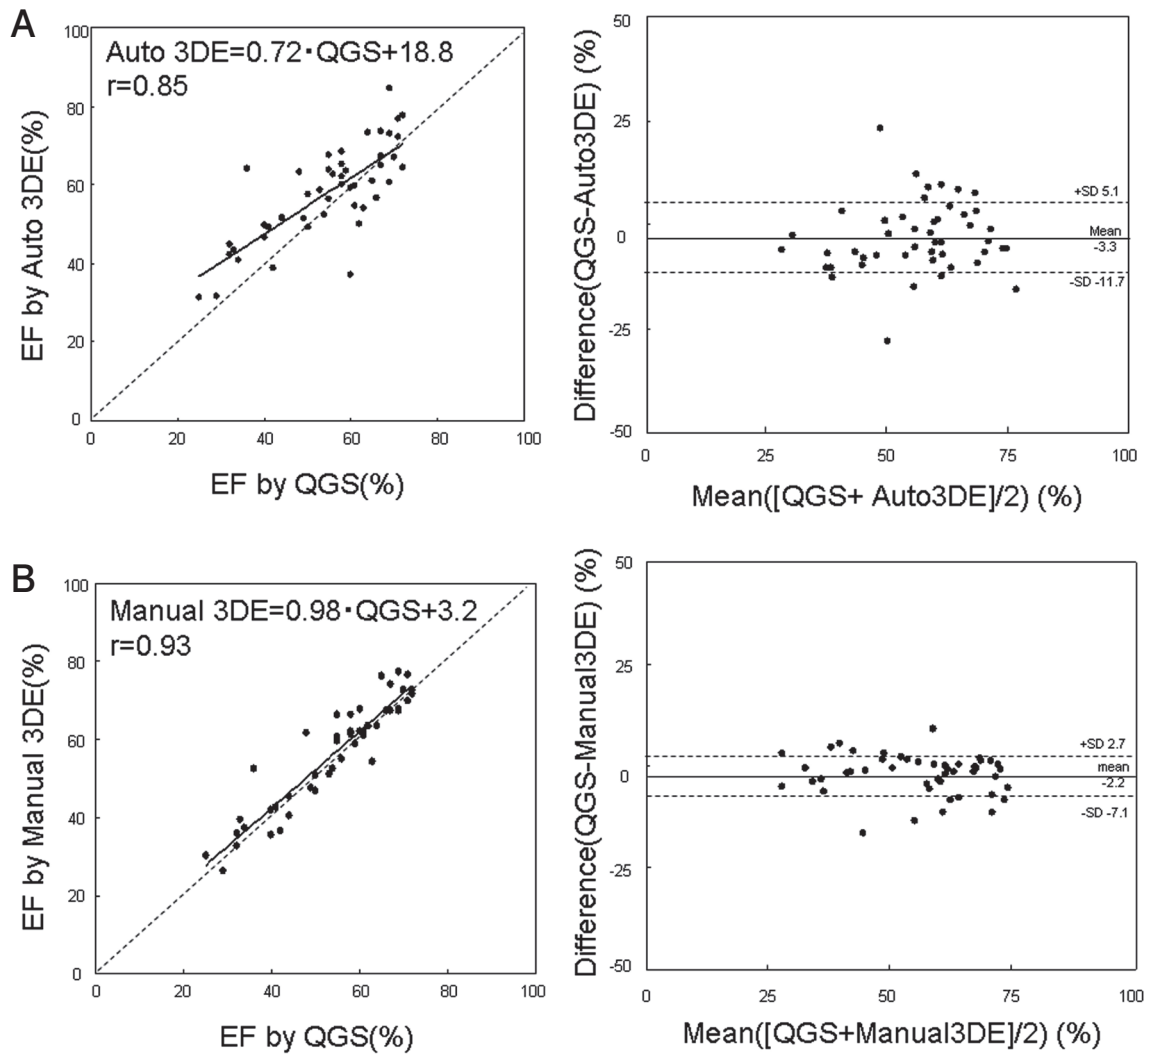 A
EF by Auto 3DE(%)
100
80
60
40
20
0
Auto 3DE=0.72·QGS+18.8
r=0.85
0 20 40 60 80 100
EF by QGS(%)
Difference(QGS-Auto3DE) (%)
50
25
0
-25
-50
+SD 5.1
Mean
-3.3
-SD -11.7
0 25 50 75 100
Mean([QGS+ Auto3DE]/2) (%)
B
EF by Manual 3DE(%)
100
80
60
40
20
0
Manual 3DE=0.98·QGS+3.2
r=0.93
0 20 40 60 80 100
EF by QGS(%)
Difference(QGS-Manual3DE) (%)
50
25
0
-25
-50
+SD 2.7
mean
-2.2
-SD -7.1
0 25 50 75 100
Mean([QGS+Manual3DE]/2) (%)